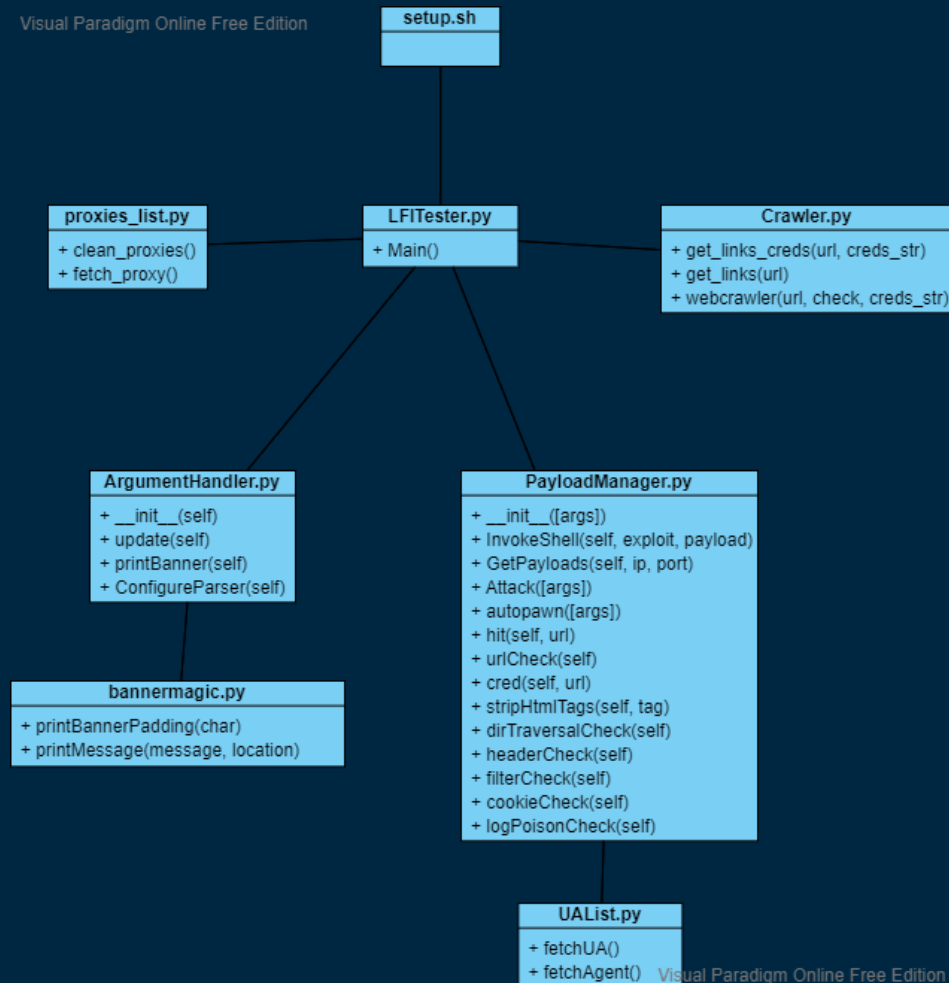 Visual Paradigm Online Free Edition
setup.sh
proxies_list.py
+ clean_proxies()
+ fetch_proxy()
LFITester.py
+ Main()
Crawler.py
+ get_links_creds(url, creds_str)
+ get_links(url)
+ webcrawler(url, check, creds_str)
ArgumentHandler.py
+ __init__(self)
+ update(self)
+ printBanner(self)
+ ConfigureParser(self)
PayloadManager.py
+ __init__([args])
+ InvokeShell(self, exploit, payload)
+ GetPayloads(self, ip, port)
+ Attack([args])
+ autopawn([args])
+ hit(self, url)
+ urlCheck(self)
+ cred(self, url)
+ stripHtmlTags(self, tag)
+ dirTraversalCheck(self)
+ headerCheck(self)
+ filterCheck(self)
+ cookieCheck(self)
+ logPoisonCheck(self)
bannermagic.py
+ printBannerPadding(char)
+ printMessage(message, location)
UAList.py
+ fetchUA()
+ fetchAgent()
Visual Paradigm Online Free Edition